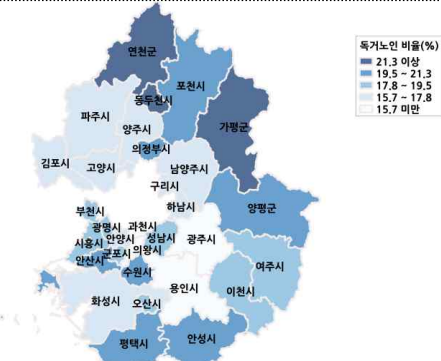 독거노인 비율(%)
21.3 이상
19.5 ~ 21.3
17.8 ~ 19.5
15.7 ~ 17.8
15.7 미만
연천군
포천시
동두천시
파주시
가평군
양주시
의정부시
김포시
고양시
남양주시
구리시
하남시
양평군
부천시
광명시
과천시
시흥시
안양시
성남시
광주시
군포시
의왕시
안산시
수원시
여주시
용인시
이천시
화성시
오산시
평택시
안성시